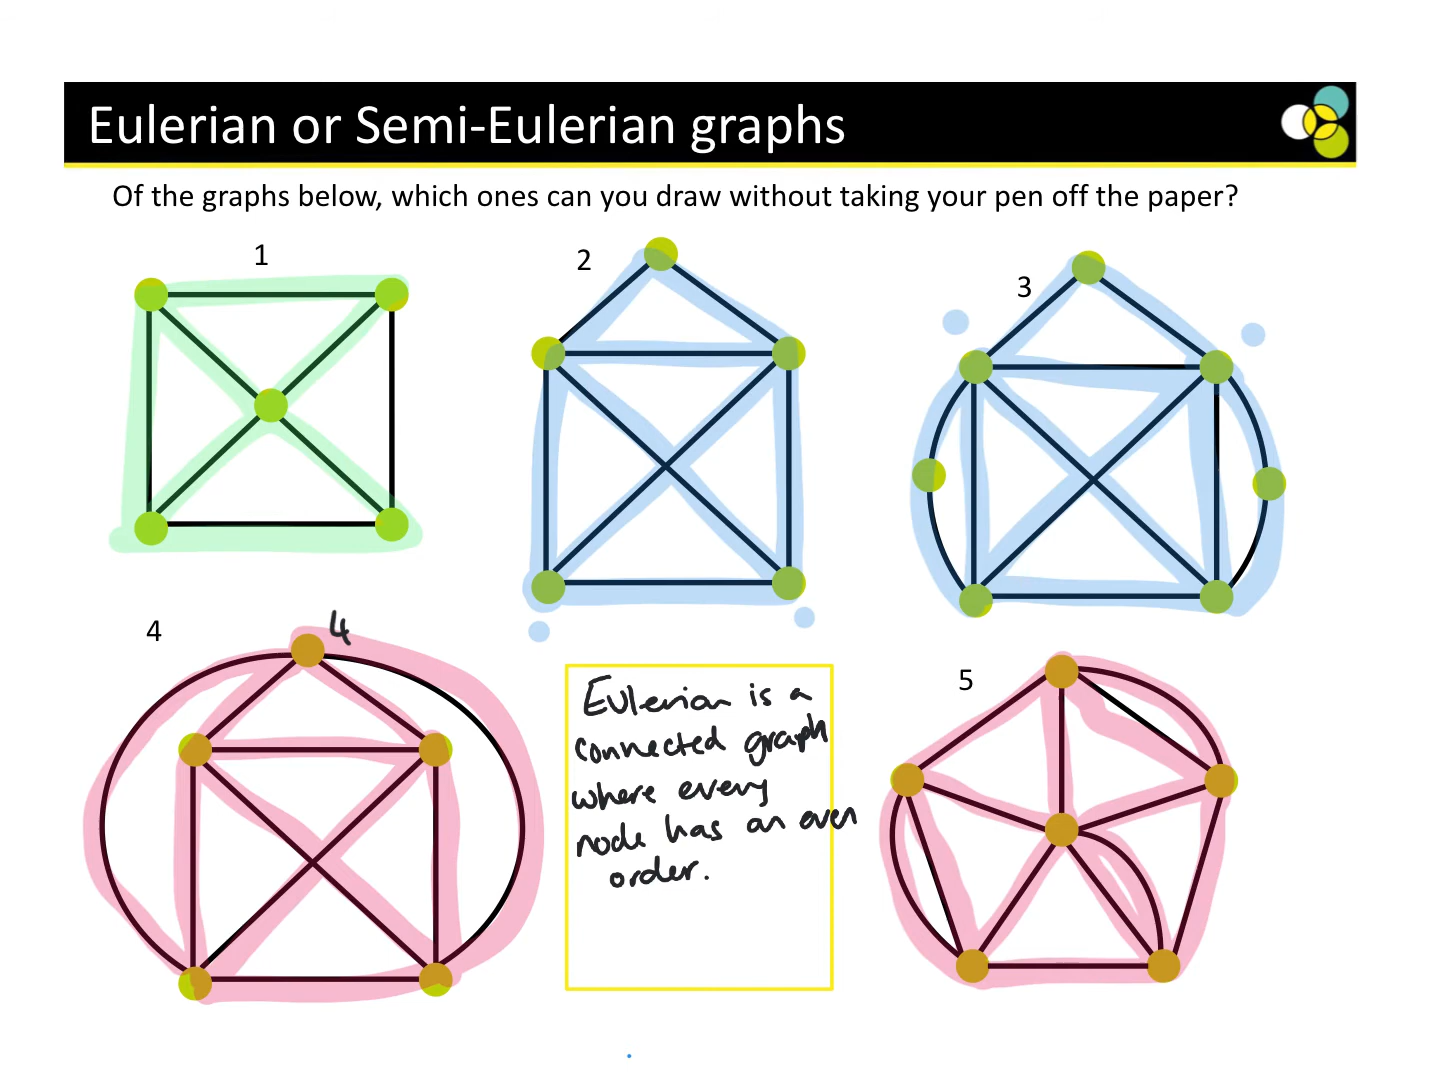 Eulerian or Semi-Eulerian graphs
Of the graphs below, which ones can you draw without taking your pen off the paper?
1
2
3
4
4
5
Eulerian is a
connected graph
where every
node has an even
order.